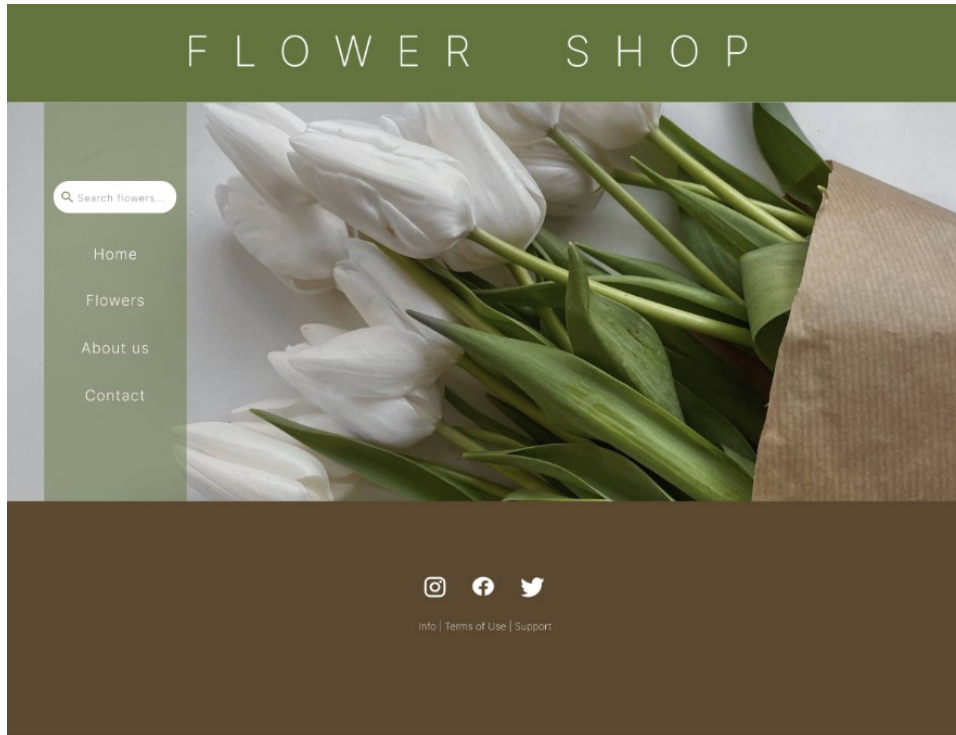 FLOWER SHOP
Search flowers...
Home
Flowers
About us
Contact
Info | Terms of Use | Support